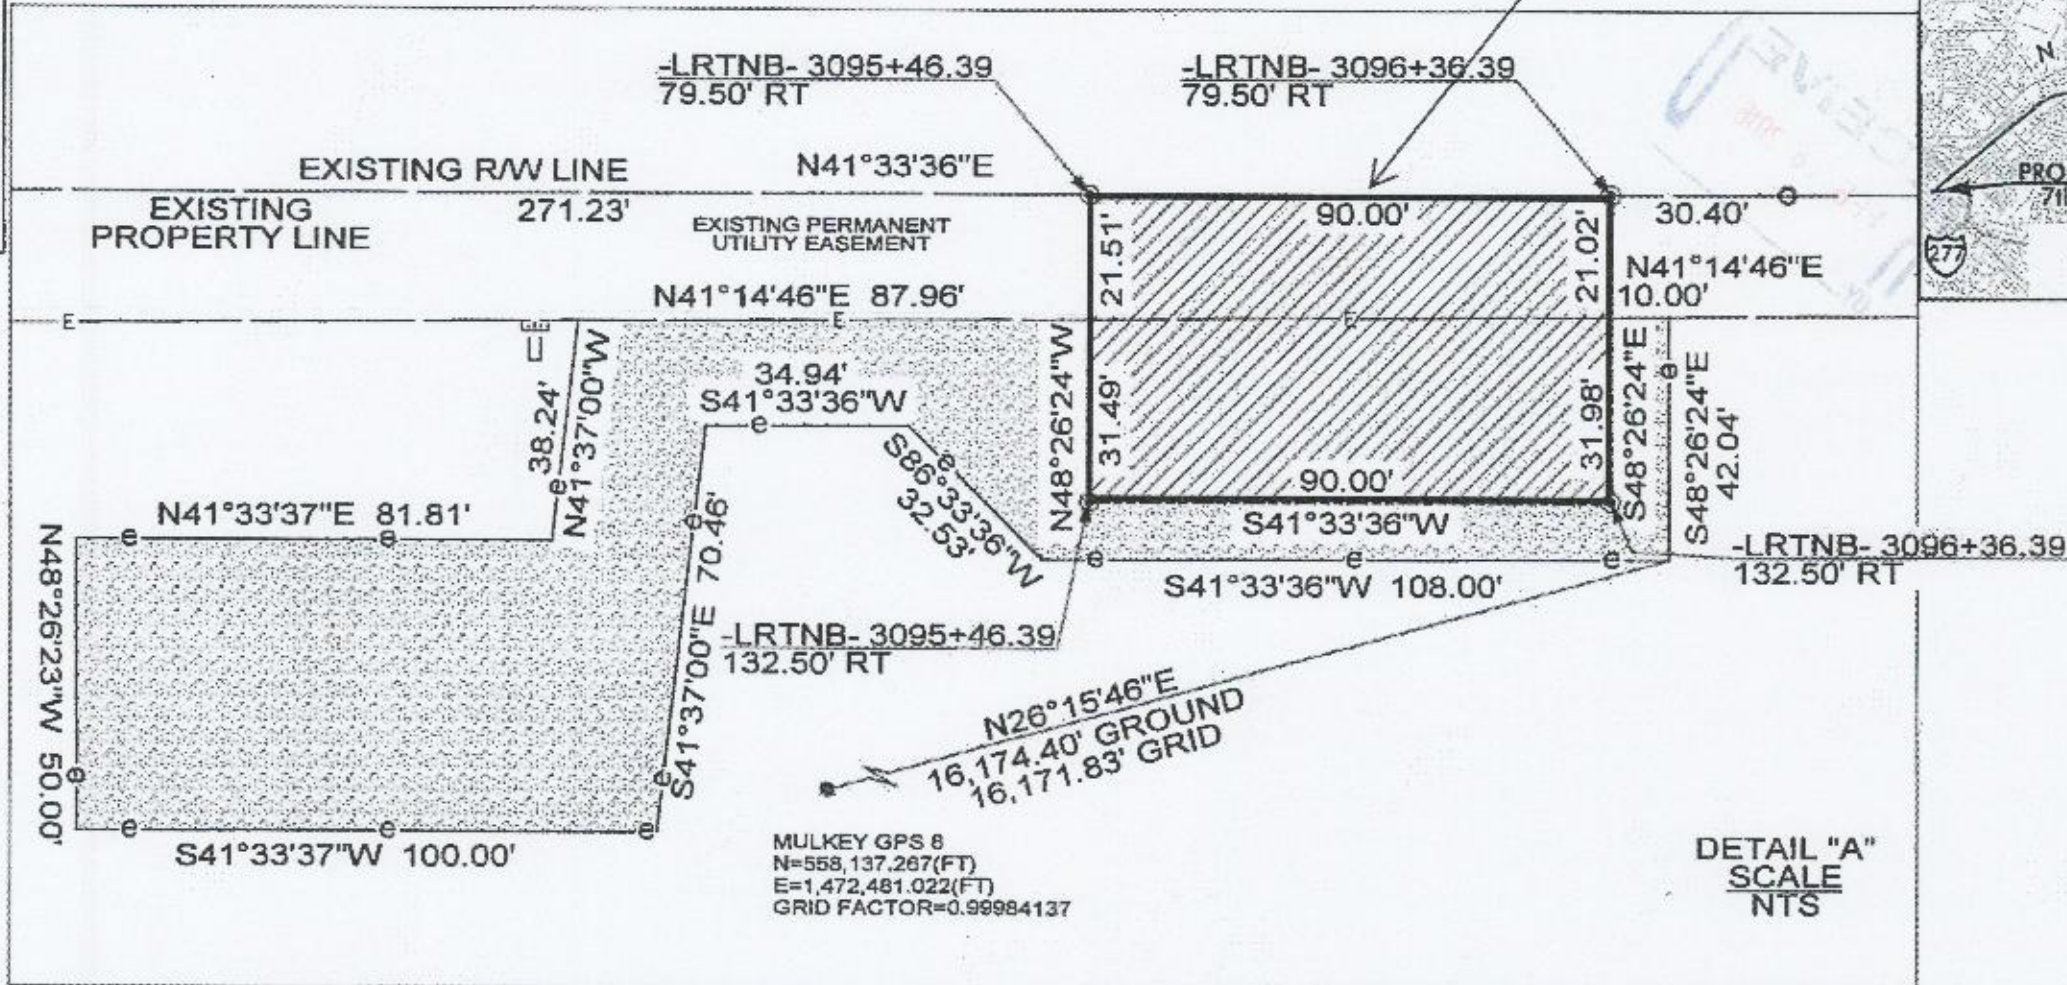 -LRTNB- 3095+46.39
79.50' RT
-LRTNB- 3096+36.39
79.50' RT
EXISTING R/W LINE
N41°33'36"E
EXISTING
PROPERTY LINE
271.23'
EXISTING PERMANENT
UTILITY EASEMENT
90.00'
30.40'
21.51'
21.02'
N41°14'46"E
10.00'
N41°14'46"E 87.96'
E
E
E
277
N
PRO
34.94'
S41°33'36"W
38.24'
N41°37'00"W
S86°33'36"W
32.53'
N48°26'24"W
31.49'
31.98'
S48°26'24"E
S48°26'24"E
42.04'
90.00'
S41°33'36"W
N41°33'37"E 81.81'
S41°33'36"W 108.00'
-LRTNB- 3096+36.39
132.50' RT
N48°26'23"W 50.00'
S41°37'00"E 70.46'
-LRTNB- 3095+46.39
132.50' RT
N26°15'46"E
16,174.40' GROUND
16,171.83' GRID
S41°33'37"W 100.00'
MULKEY GPS 8
N=558,137.267(FT)
E=1,472,481.022(FT)
GRID FACTOR=0.99984137
DETAIL "A"
SCALE
NTS